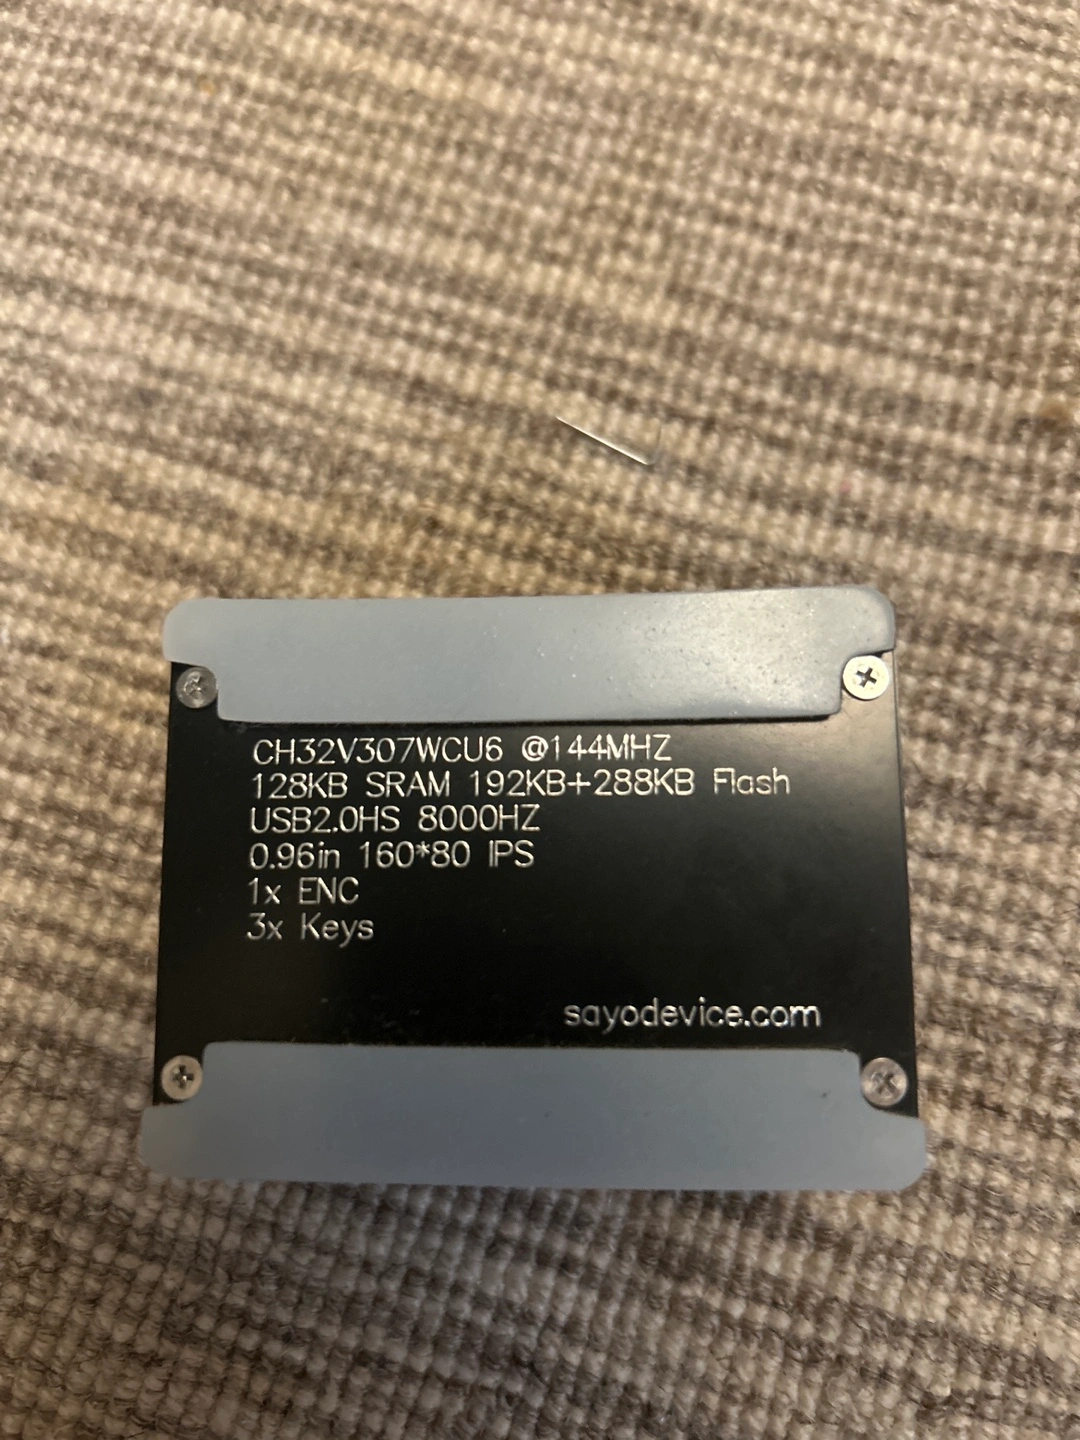 CH32V307WCU6 @144MHZ
128KB SRAM 192KB+288KB Flash
USB2.0HS 8000HZ
0.96in 160*80 IPS
1x ENC
3x Keys
sayodevice.com